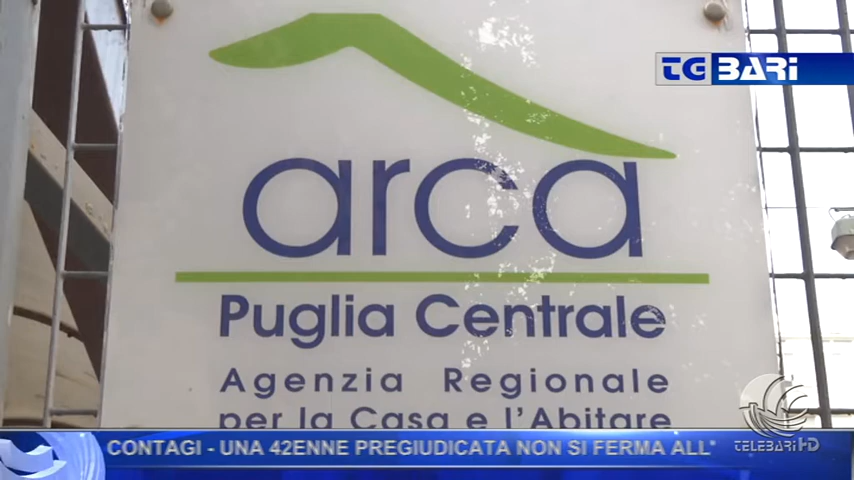 TG BARI
arca
Puglia Centrale
Agenzia Regionale
per la Casa e l'Abitare
CONTAGI - UNA 42ENNE PREGIUDICATA NON SI FERMA ALL'
TELEBARI HD